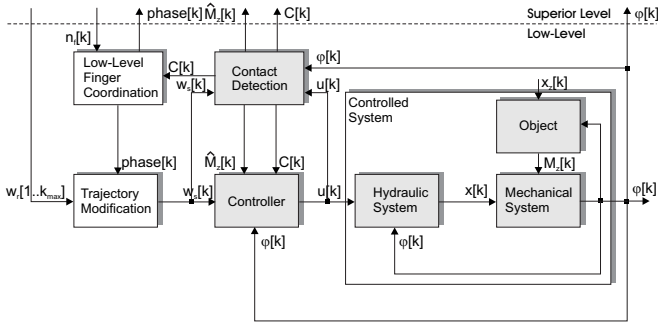 phase[k]
M̂z[k]
C[k]
Superior Level
φ[k]
Low-Level
nf[k]
Low-Level
Finger
Coordination
C[k]
ws[k]
Contact
Detection
φ[k]
u[k]
Controlled
System
xz[k]
Object
phase[k]
M̂z[k]
C[k]
Mz[k]
wr[1..kmax]
Trajectory
Modification
ws[k]
Controller
u[k]
Hydraulic
System
x[k]
Mechanical
System
φ[k]
φ[k]
φ[k]